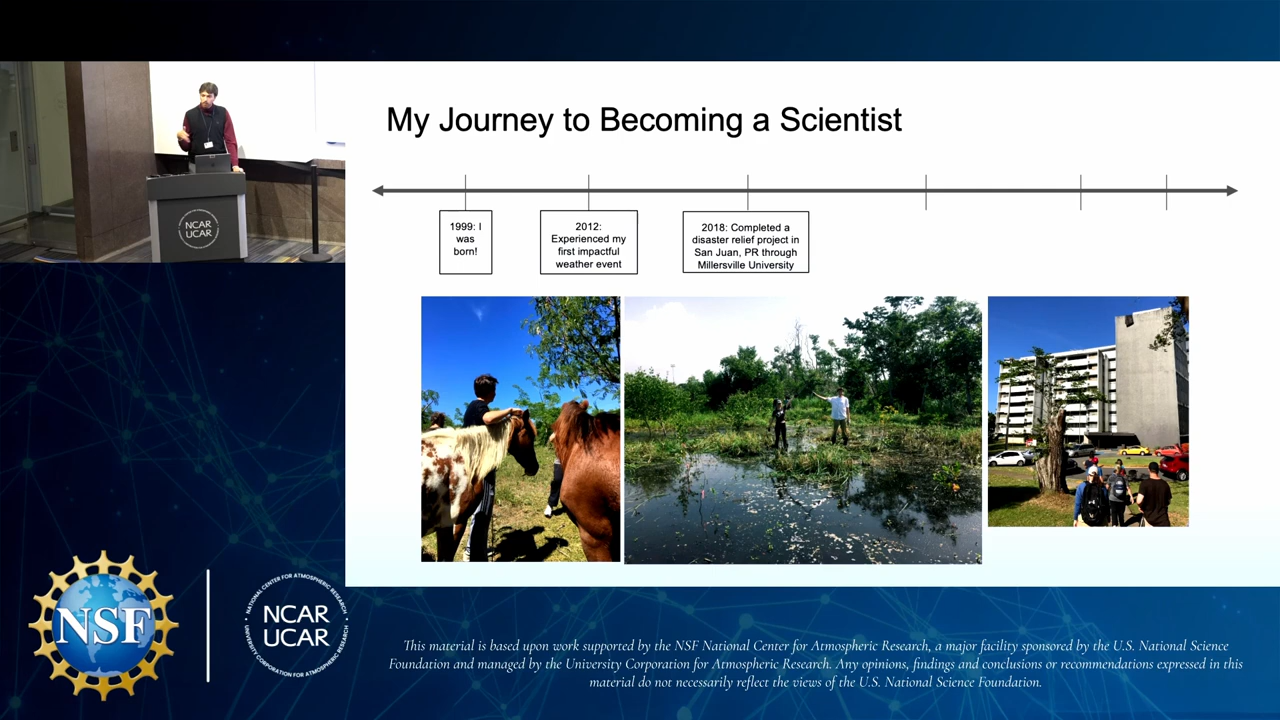 My Journey to Becoming a Scientist
1999: I
was
born!
2012:
Experienced my
first impactful
weather event
2018: Completed a
disaster relief project in
San Juan, PR through
Millersville University
NCAR
UCAR
NSF
NATIONAL CENTER FOR ATMOSPHERIC RESEARCH
NCAR
UCAR
UNIVERSITY CORPORATION FOR ATMOSPHERIC RESEARCH
This material is based upon work supported by the NSF National Center for Atmospheric Research, a major facility sponsored by the U.S. National Science
Foundation and managed by the University Corporation for Atmospheric Research. Any opinions, findings and conclusions or recommendations expressed in this
material do not necessarily reflect the views of the U.S. National Science Foundation.